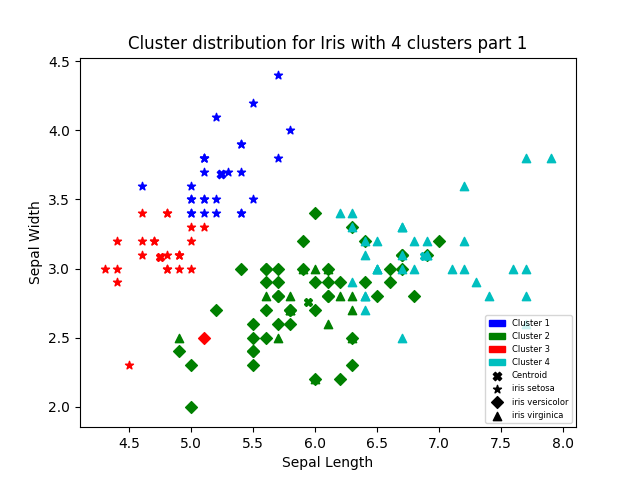 Cluster distribution for Iris with 4 clusters part 1
4.5
4.0
3.5
3.0
2.5
2.0
Sepal Width
Cluster 1
Cluster 2
Cluster 3
Cluster 4
Centroid
iris setosa
iris versicolor
iris virginica
4.5 5.0 5.5 6.0 6.5 7.0 7.5 8.0
Sepal Length